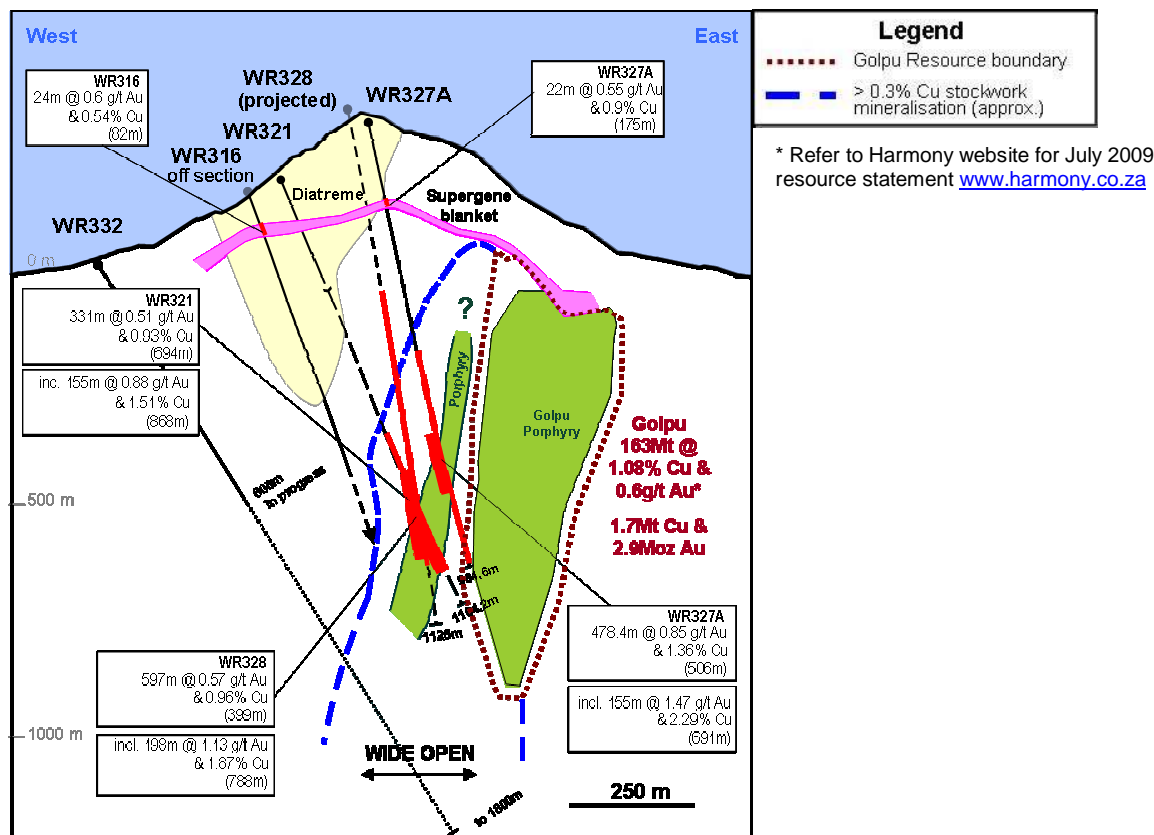 West
East
Legend
Golpu Resource boundary
> 0.3% Cu stockwork
mineralisation (approx.)
* Refer to Harmony website for July 2009
resource statement www.harmony.co.za
WR316
24m @ 0.6 g/t Au
& 0.54% Cu
(82m)
WR328
(projected)
WR327A
WR327A
22m @ 0.55 g/t Au
& 0.9% Cu
(175m)
WR321
WR316
off section
Diatreme
Supergene
blanket
WR332
0 m
WR321
331m @ 0.51 g/t Au
& 0.93% Cu
(694m)
inc. 155m @ 0.88 g/t Au
& 1.51% Cu
(868m)
?
Porphyry
Golpu
Porphyry
Golpu
163Mt @
1.08% Cu &
0.6g/t Au*
1.7Mt Cu &
2.9Moz Au
in progress
500 m
1125m
WR328
597m @ 0.57 g/t Au
& 0.96% Cu
(399m)
incl. 198m @ 1.13 g/t Au
& 1.87% Cu
(788m)
WR327A
478.4m @ 0.85 g/t Au
& 1.36% Cu
(506m)
incl. 155m @ 1.47 g/t Au
& 2.29% Cu
(591m)
1000 m
WIDE OPEN
250 m
to 1800m